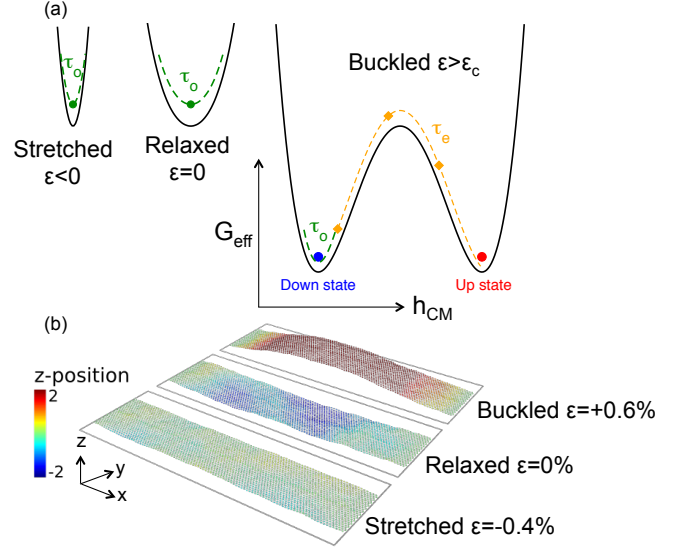 (a)
τo
Stretched
ε<0
τo
Relaxed
ε=0
Buckled ε>εc
τe
τo
Geff
Down state
Up state
hCM
(b)
z-position
2
-2
z
y
x
Buckled ε=+0.6%
Relaxed ε=0%
Stretched ε=-0.4%